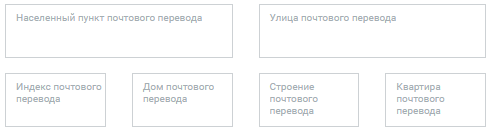 Населенный пункт почтового перевода
Улица почтового перевода
Индекс почтового
перевода
Дом почтового
перевода
Строение
почтового
перевода
Квартира
почтового
перевода